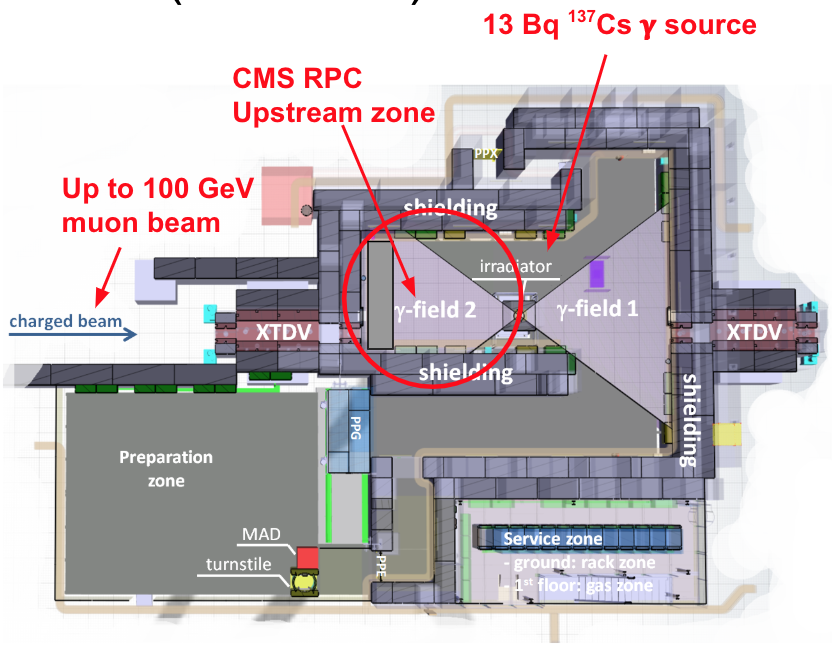 13 Bq ¹³⁷Cs γ source
CMS RPC
Upstream zone
PPX
Up to 100 GeV
muon beam
shielding
irradiator
γ-field 2
γ-field 1
charged beam
XTDV
XTDV
shielding
shielding
PPG
Preparation
zone
MAD
turnstile
PPE
Service zone
- ground: rack zone
- 1st floor: gas zone